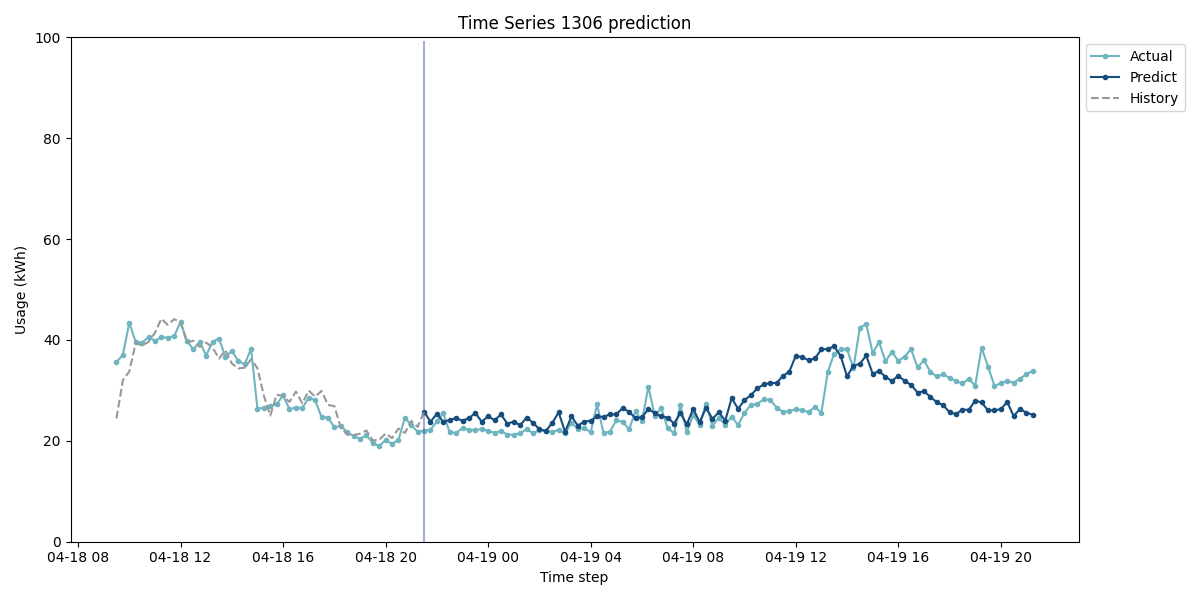 Time Series 1306 prediction
Usage (kWh)
100
80
60
40
20
0
04-18 08
04-18 12
04-18 16
04-18 20
04-19 00
04-19 04
04-19 08
04-19 12
04-19 16
04-19 20
Time step
Actual
Predict
History